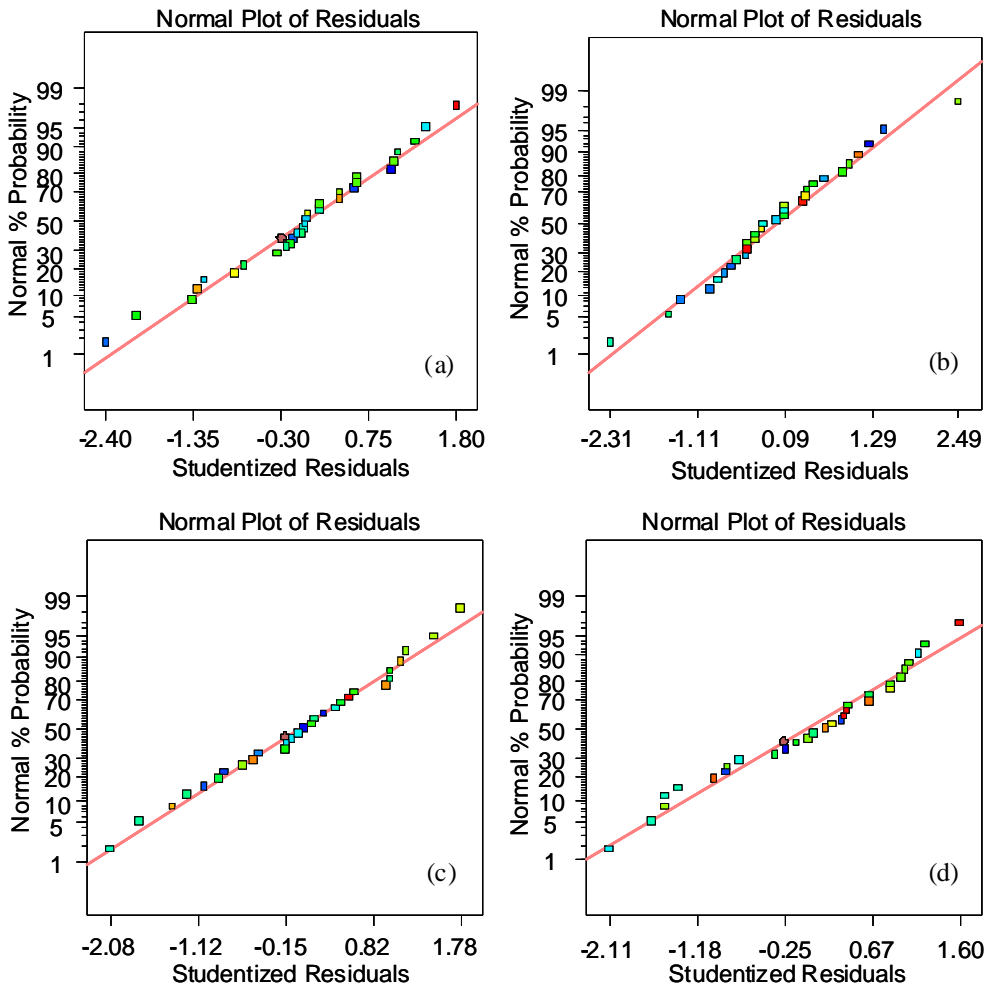 Normal Plot of Residuals
Normal % Probability
99
95
90
80
70
50
30
20
10
5
1
(a)
-2.40 -1.35 -0.30 0.75 1.80
Studentized Residuals
Normal Plot of Residuals
Normal % Probability
99
95
90
80
70
50
30
20
10
5
1
(b)
-2.31 -1.11 0.09 1.29 2.49
Studentized Residuals
Normal Plot of Residuals
Normal % Probability
99
95
90
80
70
50
30
20
10
5
1
(c)
-2.08 -1.12 -0.15 0.82 1.78
Studentized Residuals
Normal Plot of Residuals
Normal % Probability
99
95
90
80
70
50
30
20
10
5
1
(d)
-2.11 -1.18 -0.25 0.67 1.60
Studentized Residuals